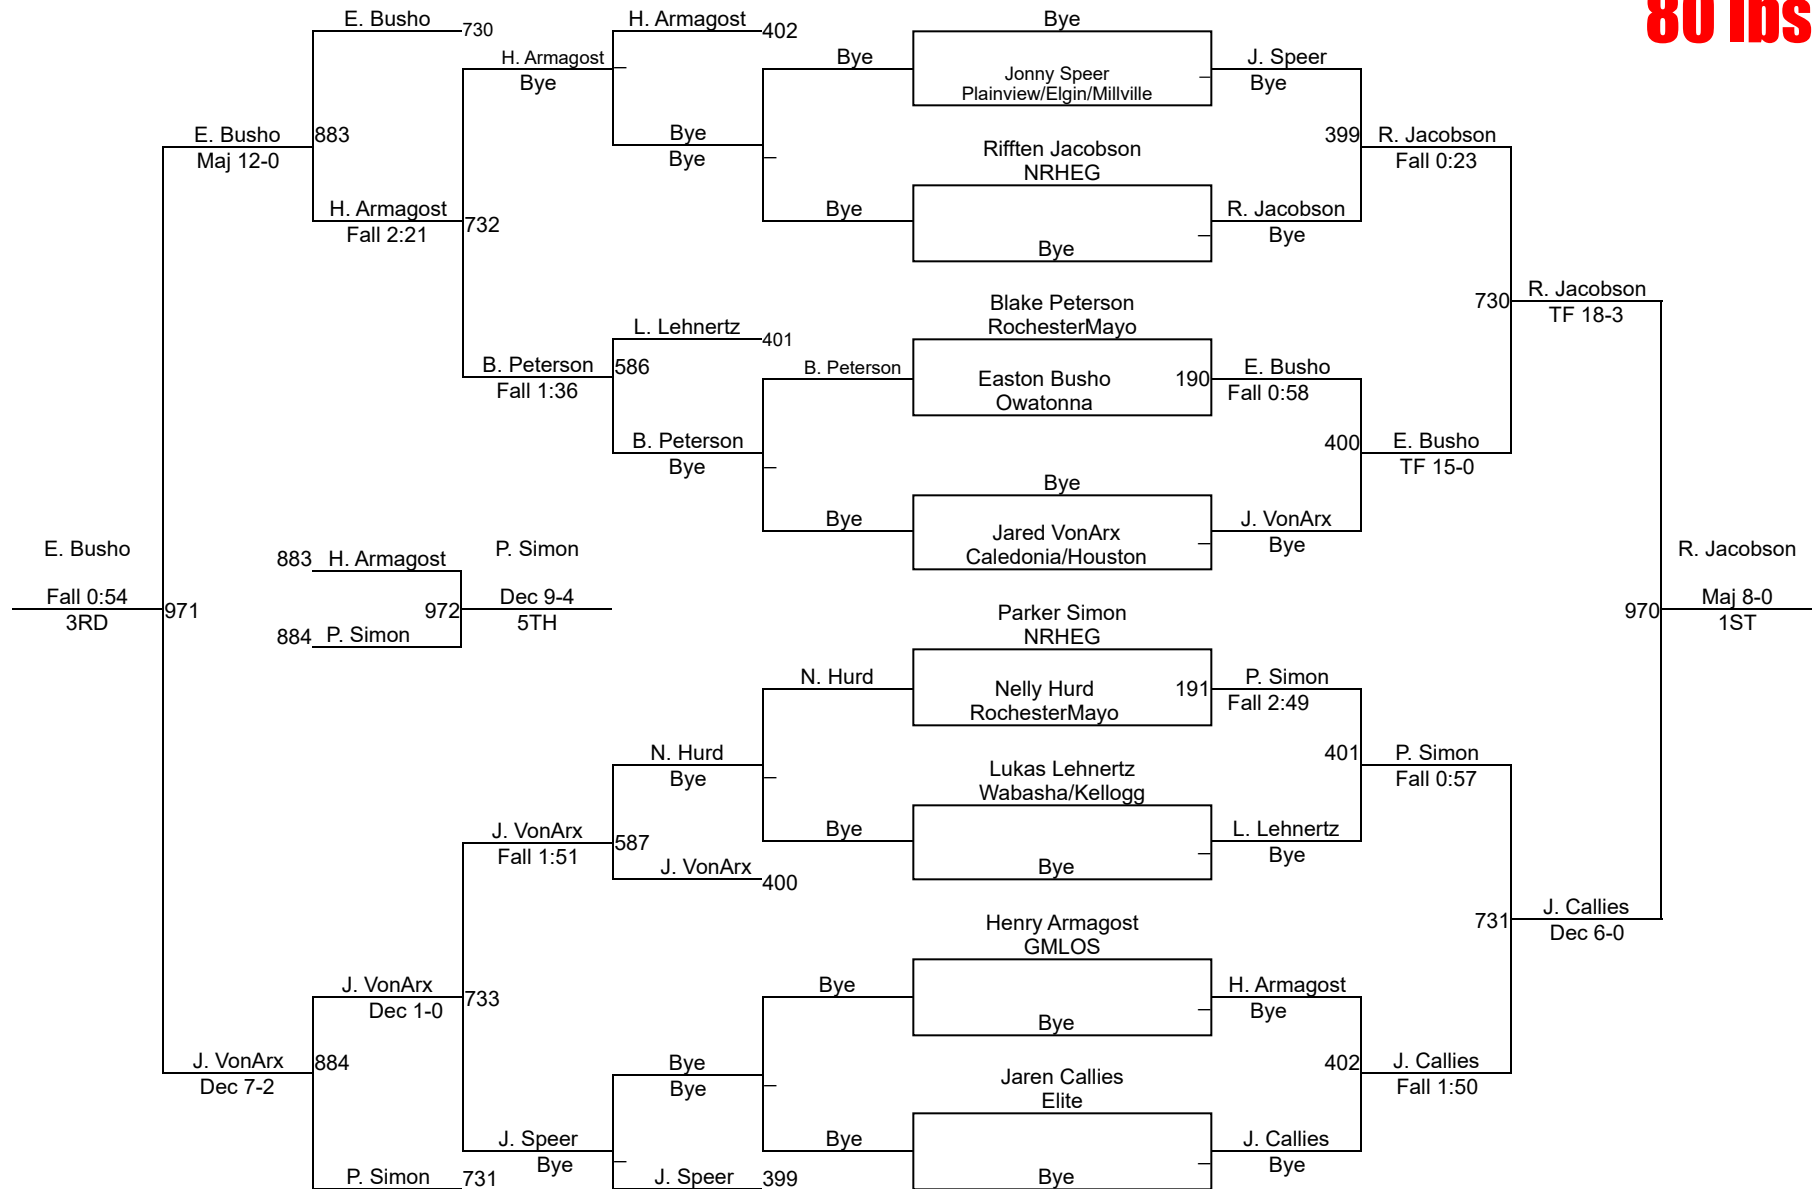 80 lbs
E. Busho
730
H. Armagost
402
Bye
H. Armagost
Bye
Bye
Jonny Speer
Plainview/Elgin/Millville
J. Speer
Bye
E. Busho
883
Maj 12-0
Bye
Bye
Rifften Jacobson
NRHEG
399
R. Jacobson
Fall 0:23
H. Armagost
Fall 2:21
732
Bye
R. Jacobson
Bye
Bye
Blake Peterson
RochesterMayo
730
R. Jacobson
TF 18-3
L. Lehnertz
401
B. Peterson
Fall 1:36
586
B. Peterson
Easton Busho
Owatonna
190
E. Busho
Fall 0:58
B. Peterson
Bye
400
E. Busho
TF 15-0
Bye
Bye
Jared VonArx
Caledonia/Houston
J. VonArx
Bye
E. Busho
Fall 0:54
3RD
971
883
H. Armagost
884
P. Simon
972
P. Simon
Dec 9-4
5TH
R. Jacobson
970
Maj 8-0
1ST
Parker Simon
NRHEG
N. Hurd
Nelly Hurd
RochesterMayo
191
P. Simon
Fall 2:49
N. Hurd
Bye
Lukas Lehnertz
Wabasha/Kellogg
401
P. Simon
Fall 0:57
J. VonArx
Fall 1:51
587
J. VonArx
400
Bye
Bye
L. Lehnertz
Bye
Henry Armagost
GMLOS
731
J. Callies
Dec 6-0
J. VonArx
Dec 1-0
733
Bye
Bye
H. Armagost
Bye
J. VonArx
Dec 7-2
884
Bye
Bye
Jaren Callies
Elite
402
J. Callies
Fall 1:50
J. Speer
Bye
Bye
Bye
J. Callies
Bye
P. Simon
731
J. Speer
399